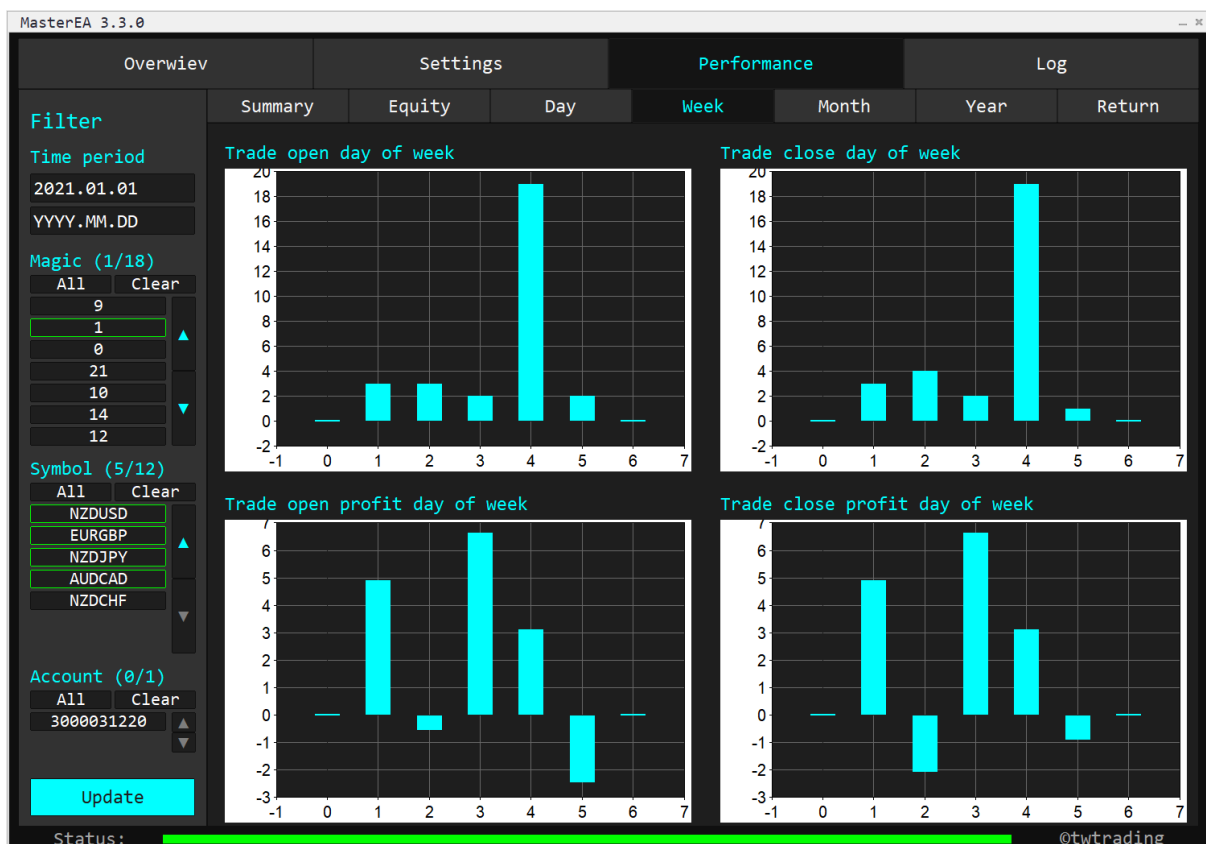 MasterEA 3.3.0
Overwiev Settings Performance Log
Summary Equity Day Week Month Year Return
Filter
Time period
2021.01.01
YYYY.MM.DD
Magic (1/18)
All Clear
9
1
0
21
10
14
12
Symbol (5/12)
All Clear
NZDUSD
EURGBP
NZDJPY
AUDCAD
NZDCHF
Account (0/1)
All Clear
3000031220
Update
Trade open day of week
20
18
16
14
12
10
8
6
4
2
0
-2
-1 0 1 2 3 4 5 6 7
Trade close day of week
20
18
16
14
12
10
8
6
4
2
0
-2
-1 0 1 2 3 4 5 6 7
Trade open profit day of week
7
6
5
4
3
2
1
0
-1
-2
-3
-1 0 1 2 3 4 5 6 7
Trade close profit day of week
7
6
5
4
3
2
1
0
-1
-2
-3
-1 0 1 2 3 4 5 6 7
Status: ©twtrading